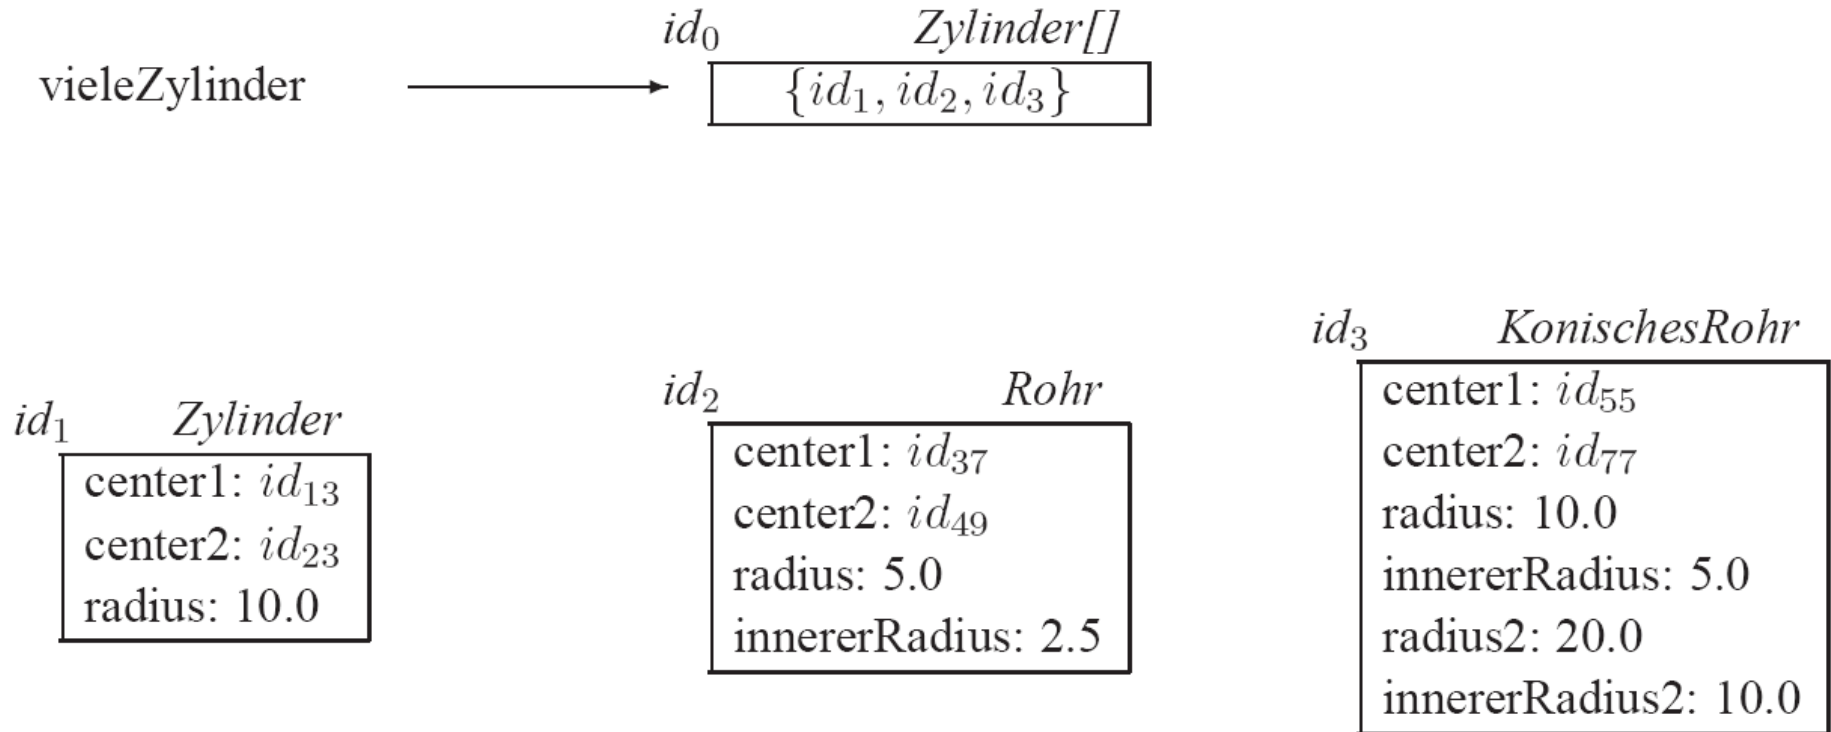 id₀ Zylinder[]
vieleZylinder
{id₁, id₂, id₃}
id₁ Zylinder
center1: id₁₃
center2: id₂₃
radius: 10.0
id₂ Rohr
center1: id₃₇
center2: id₄₉
radius: 5.0
innererRadius: 2.5
id₃ KonischesRohr
center1: id₅₅
center2: id₇₇
radius: 10.0
innererRadius: 5.0
radius2: 20.0
innererRadius2: 10.0